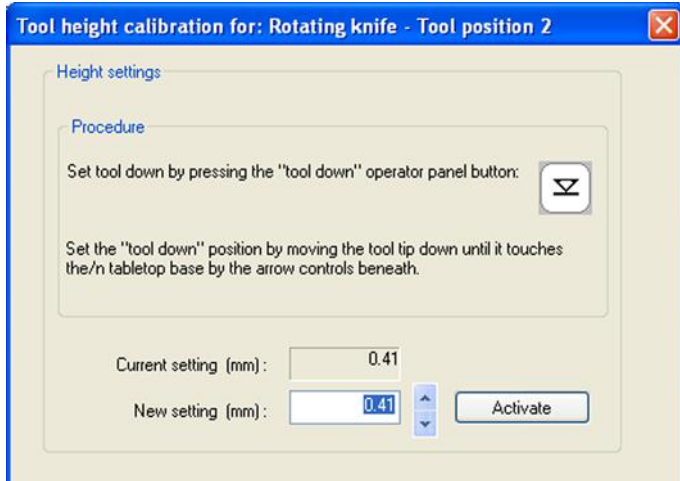 Tool height calibration for: Rotating knife - Tool position 2
Height settings
Procedure
Set tool down by pressing the "tool down" operator panel button:
Set the "tool down" position by moving the tool tip down until it touches
the/n tabletop base by the arrow controls beneath.
Current setting (mm) : 0.41
New setting (mm) : 0.41
Activate